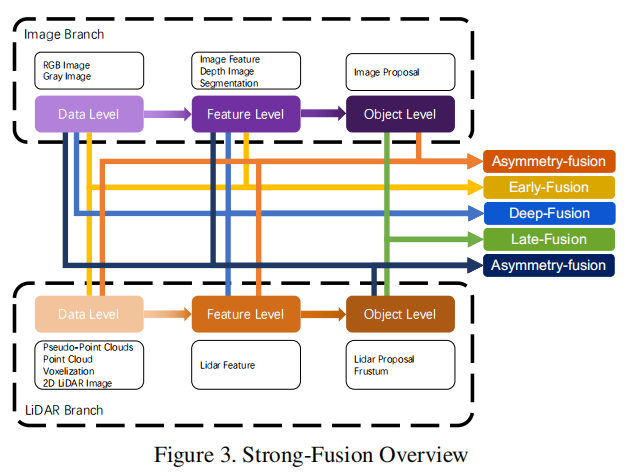 Image Branch
RGB Image
Gray Image
Image Feature
Depth Image
Segmentation
Image Proposal
Data Level
Feature Level
Object Level
Asymmetry-fusion
Early-Fusion
Deep-Fusion
Late-Fusion
Asymmetry-fusion
Data Level
Feature Level
Object Level
Pseudo-Point Clouds
Point Cloud
Voxelization
2D LiDAR Image
Lidar Feature
Lidar Proposal
Frustum
LiDAR Branch
Figure 3. Strong-Fusion Overview